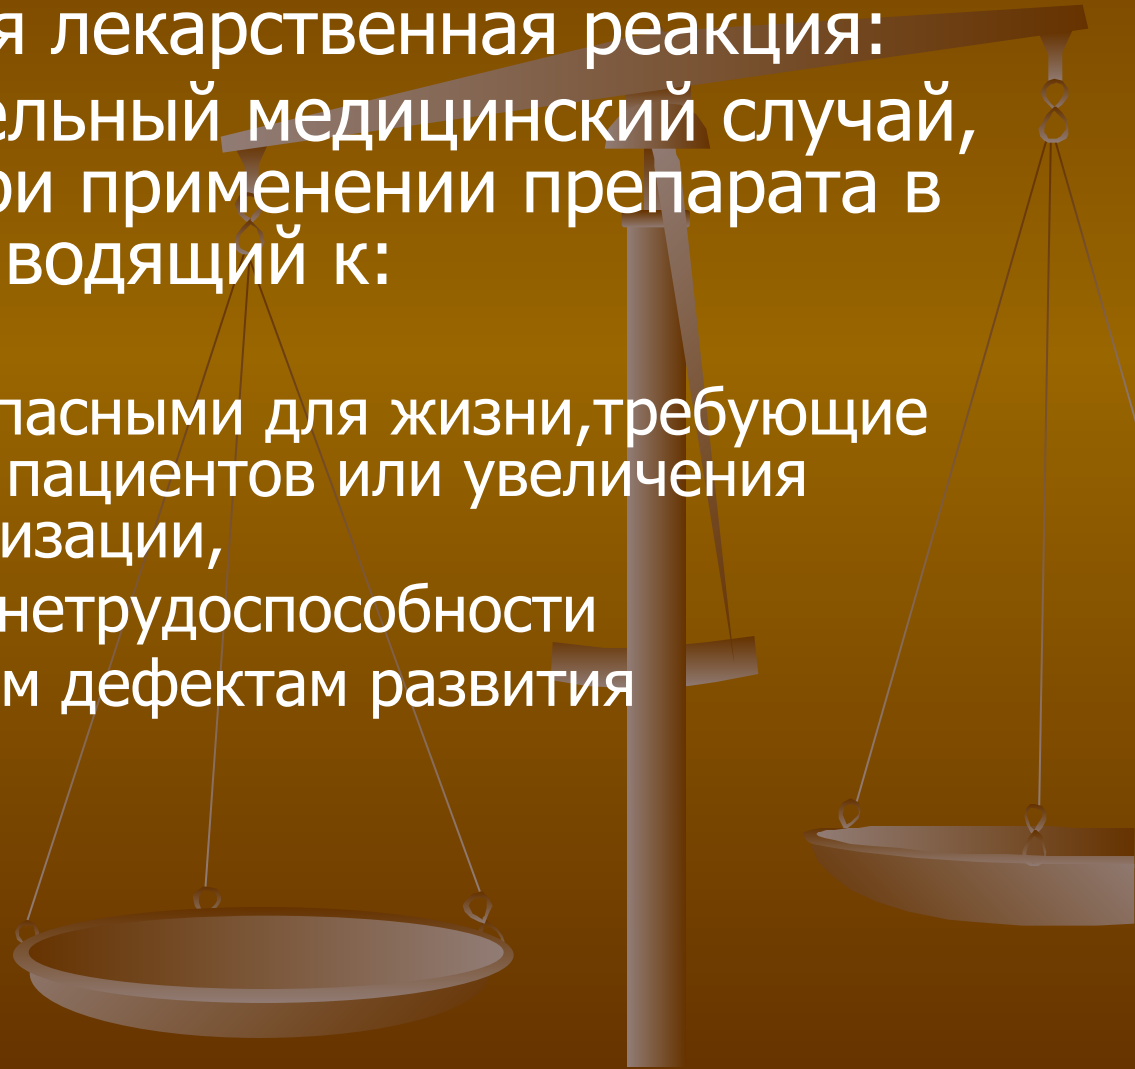 я лекарственная реакция:
ельный медицинский случай,
ри применении препарата в
водящий к:
пасными для жизни,требующие
пациентов или увеличения
изации,
нетрудоспособности
м дефектам развития